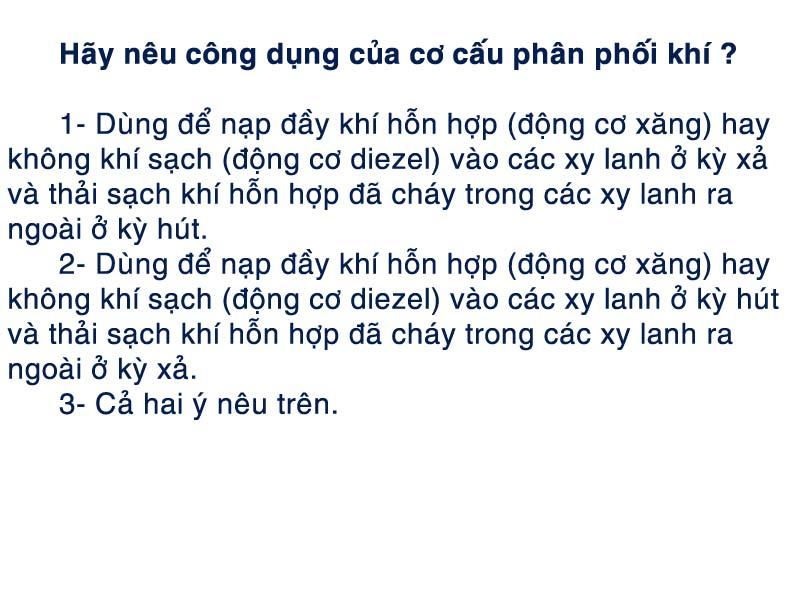 Hãy nêu công dụng của cơ cấu phân phối khí ?
1- Dùng để nạp đầy khí hỗn hợp (động cơ xăng) hay
không khí sạch (động cơ diezel) vào các xy lanh ở kỳ xả
và thải sạch khí hỗn hợp đã cháy trong các xy lanh ra
ngoài ở kỳ hút.
2- Dùng để nạp đầy khí hỗn hợp (động cơ xăng) hay
không khí sạch (động cơ diezel) vào các xy lanh ở kỳ hút
và thải sạch khí hỗn hợp đã cháy trong các xy lanh ra
ngoài ở kỳ xả.
3- Cả hai ý nêu trên.